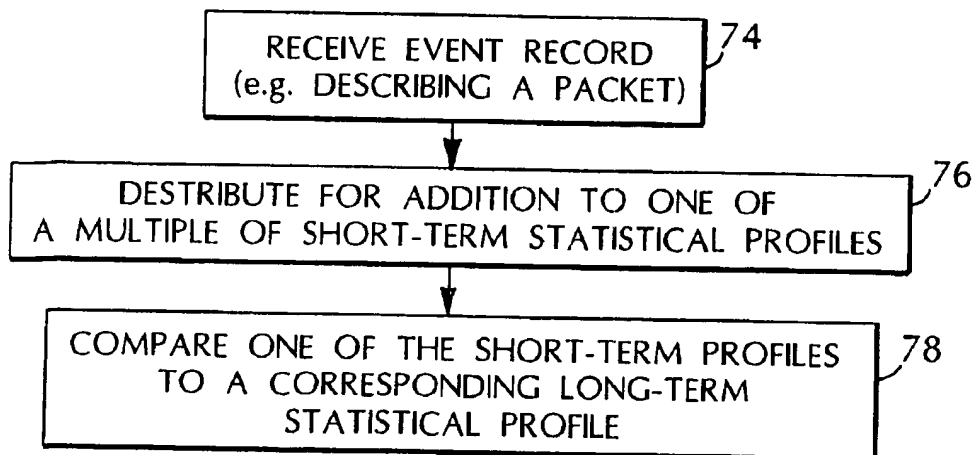 RECEIVE EVENT RECORD
(e.g. DESCRIBING A PACKET)
74
DESTRIBUTE FOR ADDITION TO ONE OF
A MULTIPLE OF SHORT-TERM STATISTICAL PROFILES
76
COMPARE ONE OF THE SHORT-TERM PROFILES
TO A CORRESPONDING LONG-TERM
STATISTICAL PROFILE
78